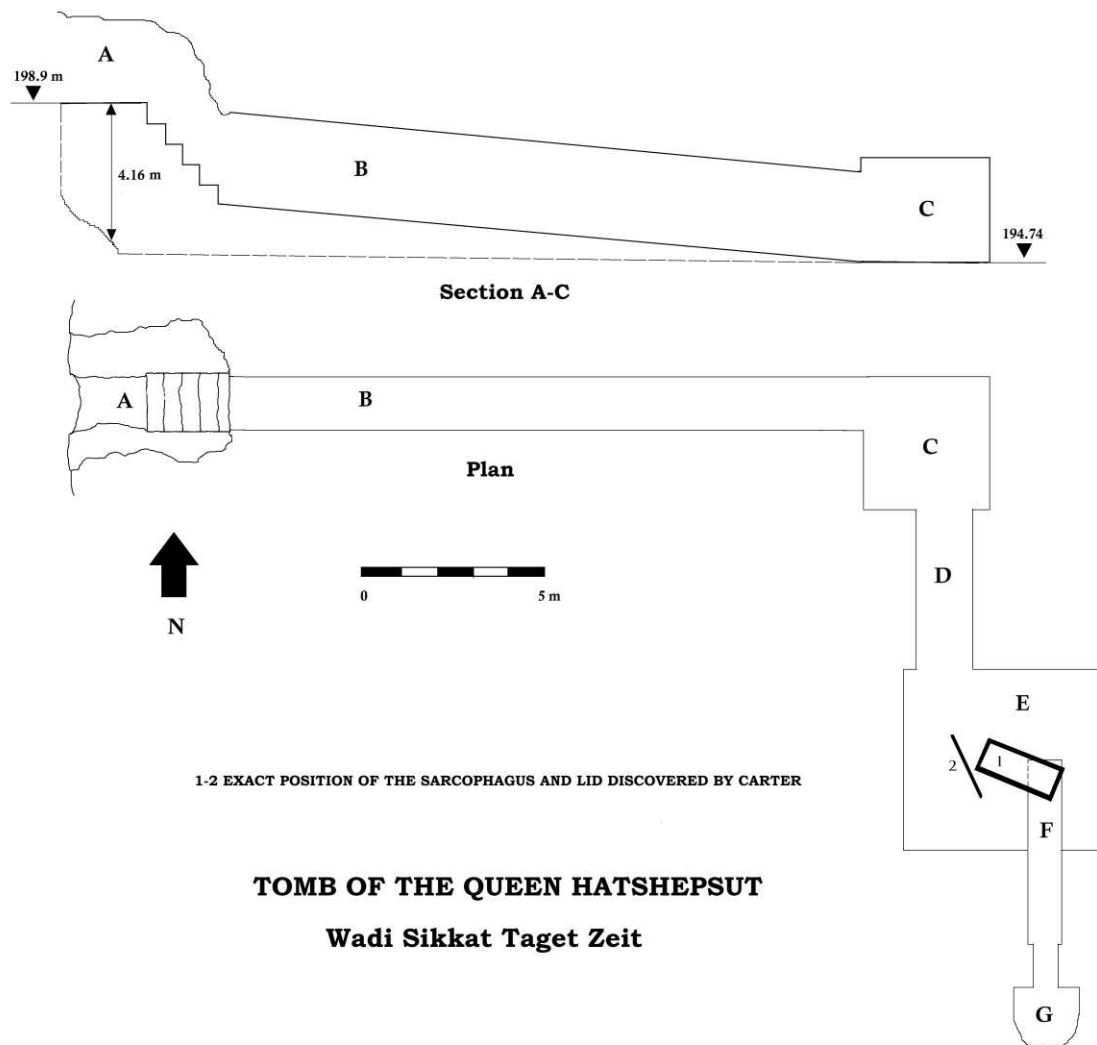 A
198.9 m
4.16 m
B
C
194.74
Section A-C
A
B
C
Plan
D
N
0
5 m
E
2
1
1-2 EXACT POSITION OF THE SARCOPHAGUS AND LID DISCOVERED BY CARTER
F
TOMB OF THE QUEEN HATSHEPSUT
Wadi Sikkat Taget Zeit
G